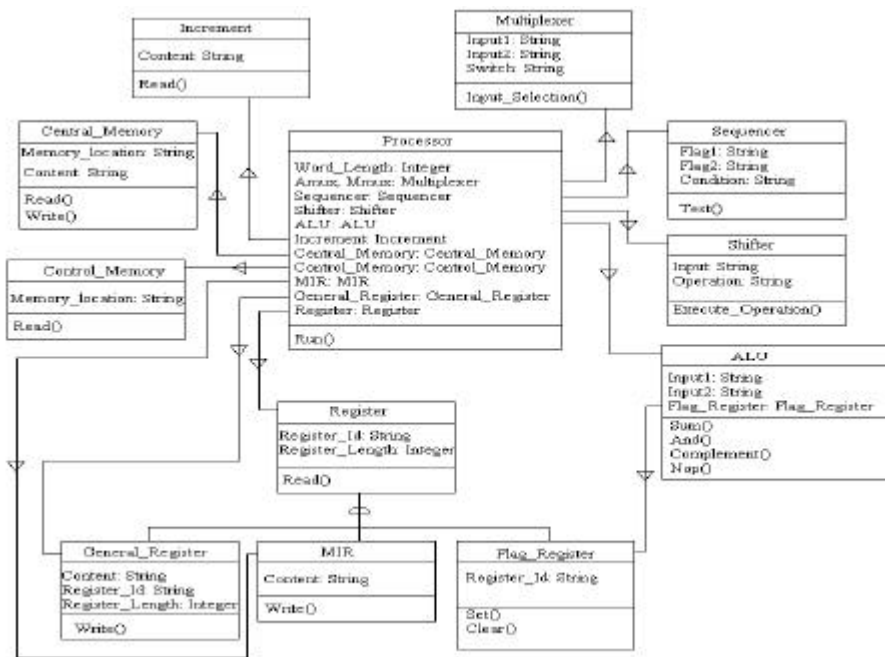 Increment
Content: String
Read()
Multiplexer
Input1: String
Input2: String
Switch: String
Input_Selection()
Central_Memory
Memory_location: String
Content: String
Read()
Write()
Processor
Word_Length: Integer
Amux, Mmux: Multiplexer
Sequencer: Sequencer
Shifter: Shifter
ALU: ALU
Increment: Increment
Central_Memory: Central_Memory
Control_Memory: Control_Memory
MIR: MIR
General_Register: General_Register
Register: Register
Run()
Sequencer
Flag1: String
Flag2: String
Condition: String
Test()
Shifter
Input: String
Operation: String
Execute_Operation()
Control_Memory
Memory_location: String
Read()
ALU
Input1: String
Input2: String
Flag_Register: Flag_Register
Sum()
And()
Complement()
Nop()
Register
Register_Id: String
Register_Length: Integer
Read()
General_Register
Content: String
Register_Id: String
Register_Length: Integer
Write()
MIR
Content: String
Write()
Flag_Register
Register_Id: String
Set()
Clear()